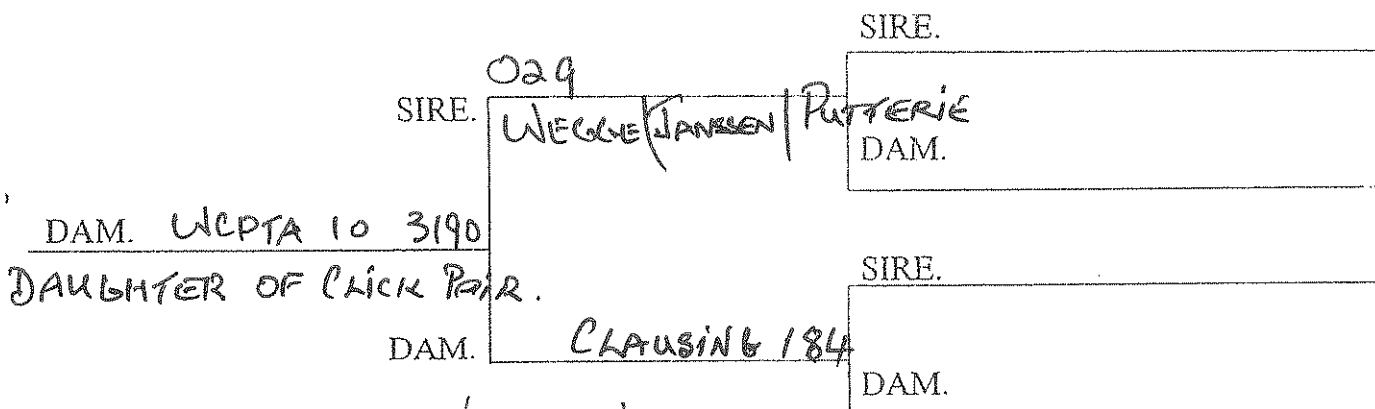 SIRE.
029
SIRE.
WEGGE/JANSSEN/PUTTERIE
DAM.
DAM. WCPTA 10 3190
DAUGHTER OF CLICK PAIR.
SIRE.
DAM. CLAUSING 184
DAM.